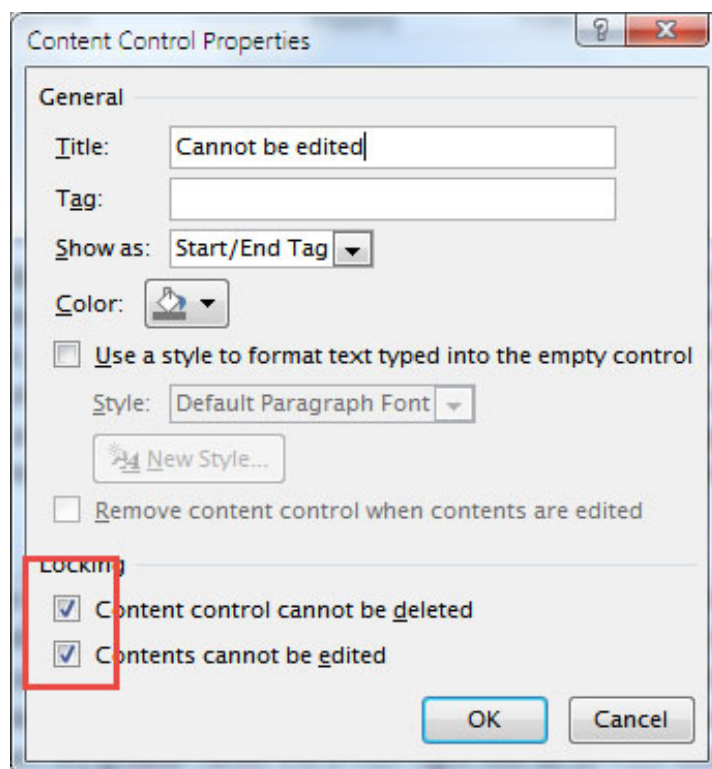 Content Control Properties
General
Title: Cannot be edited
Tag:
Show as: Start/End Tag
Color:
Use a style to format text typed into the empty control
Style: Default Paragraph Font
New Style...
Remove content control when contents are edited
Locking
Content control cannot be deleted
Contents cannot be edited
OK Cancel